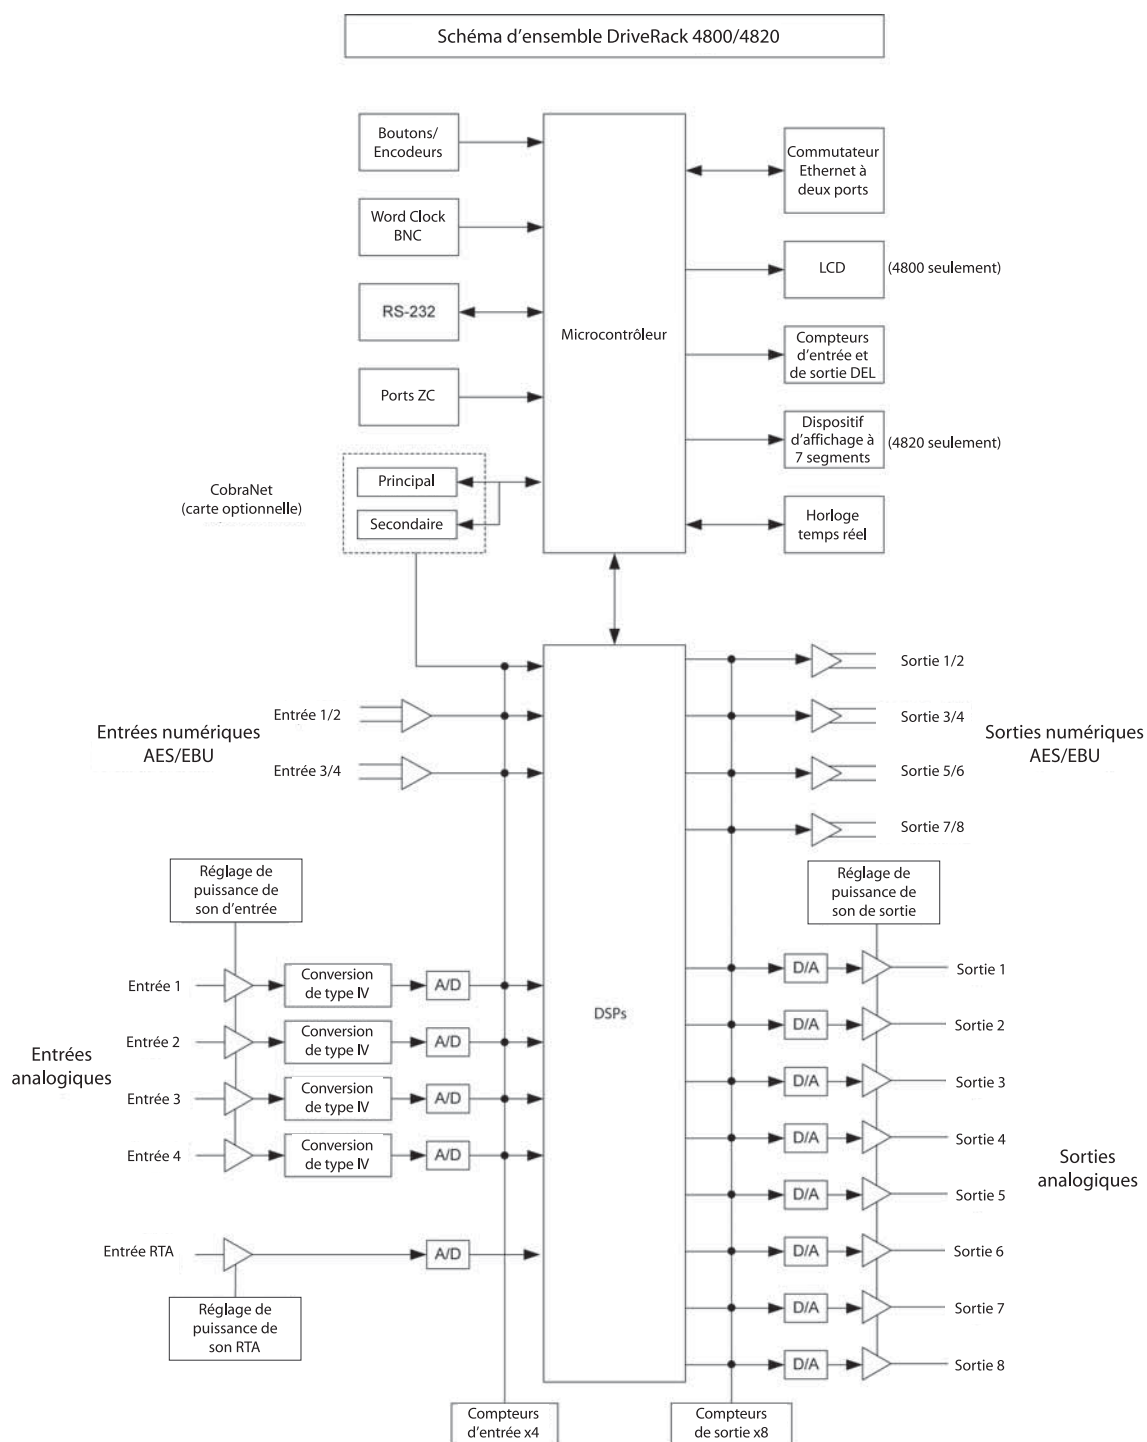 Schéma d’ensemble DriveRack 4800/4820
Boutons/
Encodeurs
Word Clock
BNC
RS-232
Ports ZC
CobraNet
(carte optionnelle)
Principal
Secondaire
Microcontrôleur
Commutateur
Ethernet à
deux ports
LCD
(4800 seulement)
Compteurs
d’entrée et
de sortie DEL
Dispositif
d’affichage à
7 segments
(4820 seulement)
Horloge
temps réel
Entrées numériques
AES/EBU
Entrée 1/2
Entrée 3/4
DSPs
Sortie 1/2
Sortie 3/4
Sortie 5/6
Sortie 7/8
Sorties numériques
AES/EBU
Réglage de
puissance de
son d’entrée
Entrées
analogiques
Entrée 1
Conversion
de type IV
A/D
Entrée 2
Conversion
de type IV
A/D
Entrée 3
Conversion
de type IV
A/D
Entrée 4
Conversion
de type IV
A/D
Entrée RTA
A/D
Réglage de
puissance de
son RTA
Réglage de
puissance de
son de sortie
D/A
Sortie 1
D/A
Sortie 2
D/A
Sortie 3
D/A
Sortie 4
D/A
Sortie 5
D/A
Sortie 6
D/A
Sortie 7
D/A
Sortie 8
Sorties
analogiques
Compteurs
d’entrée x4
Compteurs
de sortie x8